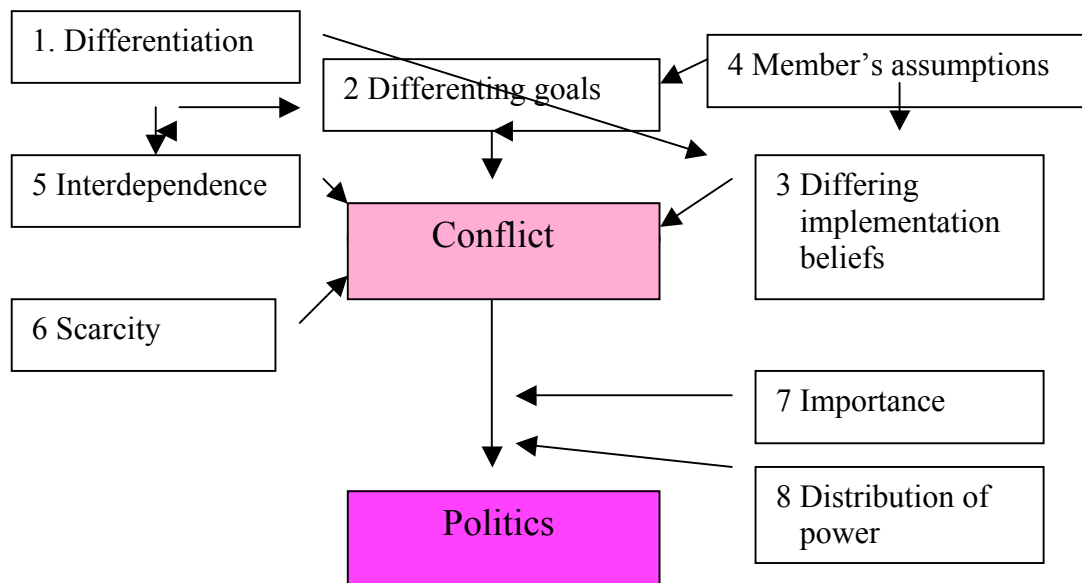 1. Differentiation
2 Differenting goals
4 Member’s assumptions
5 Interdependence
3 Differing
implementation
beliefs
Conflict
6 Scarcity
7 Importance
8 Distribution of
power
Politics